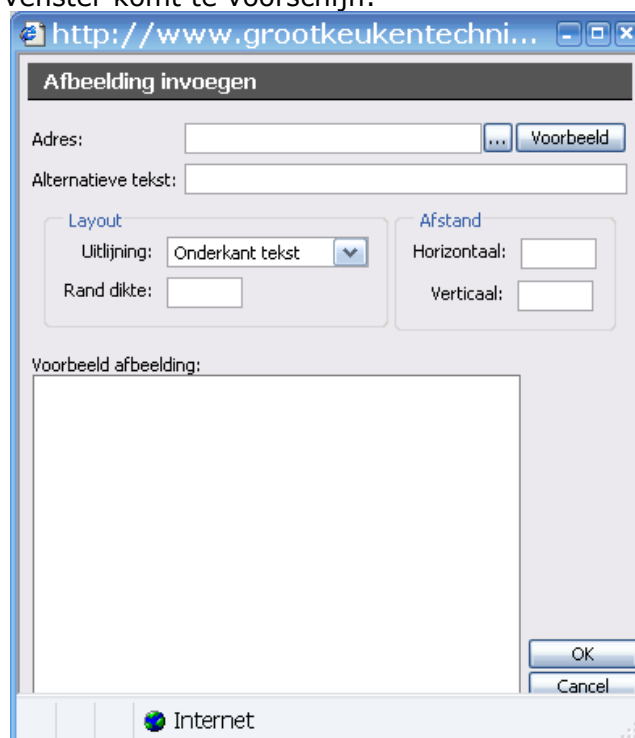 venster komt te voorschijn:
http://www.grootkeukentechni...
Afbeelding invoegen
Adres: ... Voorbeeld
Alternatieve tekst:
Layout Afstand
Uitlijning: Onderkant tekst Horizontaal:
Rand dikte: Verticaal:
Voorbeeld afbeelding:
OK
Cancel
Internet